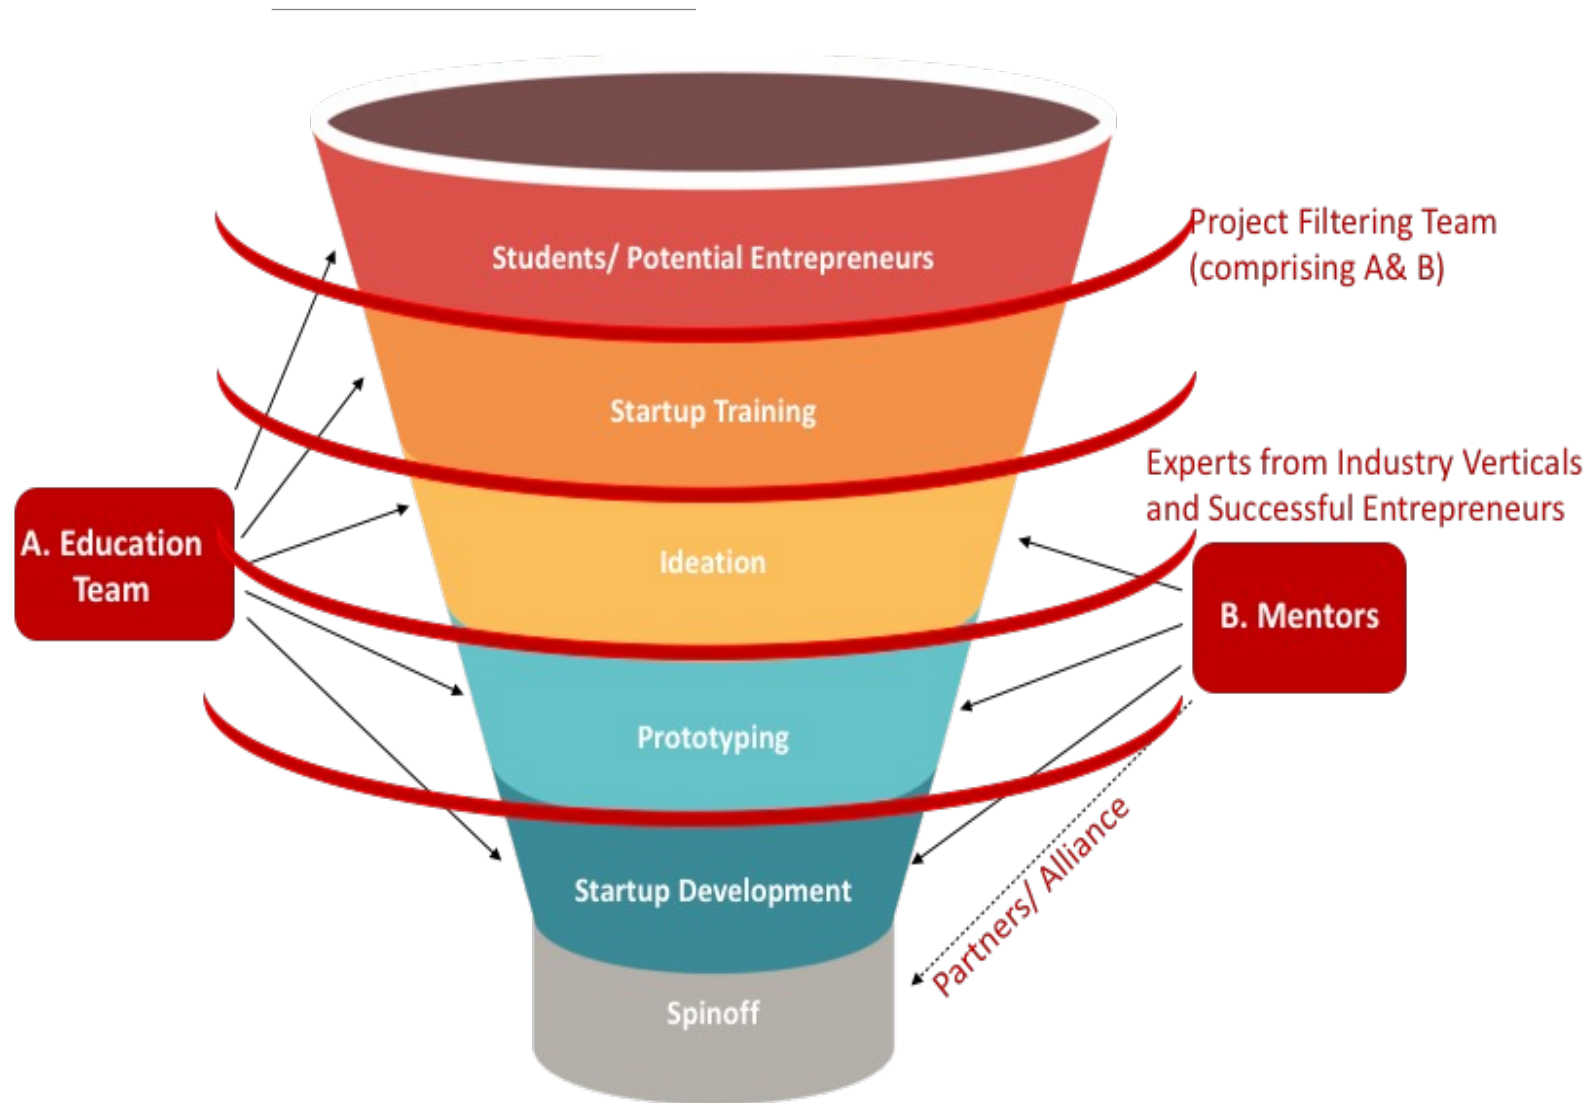 Students/ Potential Entrepreneurs
Project Filtering Team
(comprising A& B)
Startup Training
Experts from Industry Verticals
and Successful Entrepreneurs
A. Education
Team
Ideation
B. Mentors
Prototyping
Startup Development
Partners/ Alliance
Spinoff